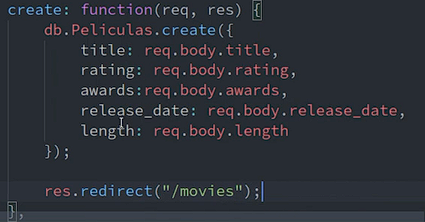 create: function(req, res) {
db.Peliculas.create({
title: req.body.title,
rating: req.body.rating,
awards:req.body.awards,
release_date: req.body.release_date,
length: req.body.length
});
res.redirect("/movies");
},